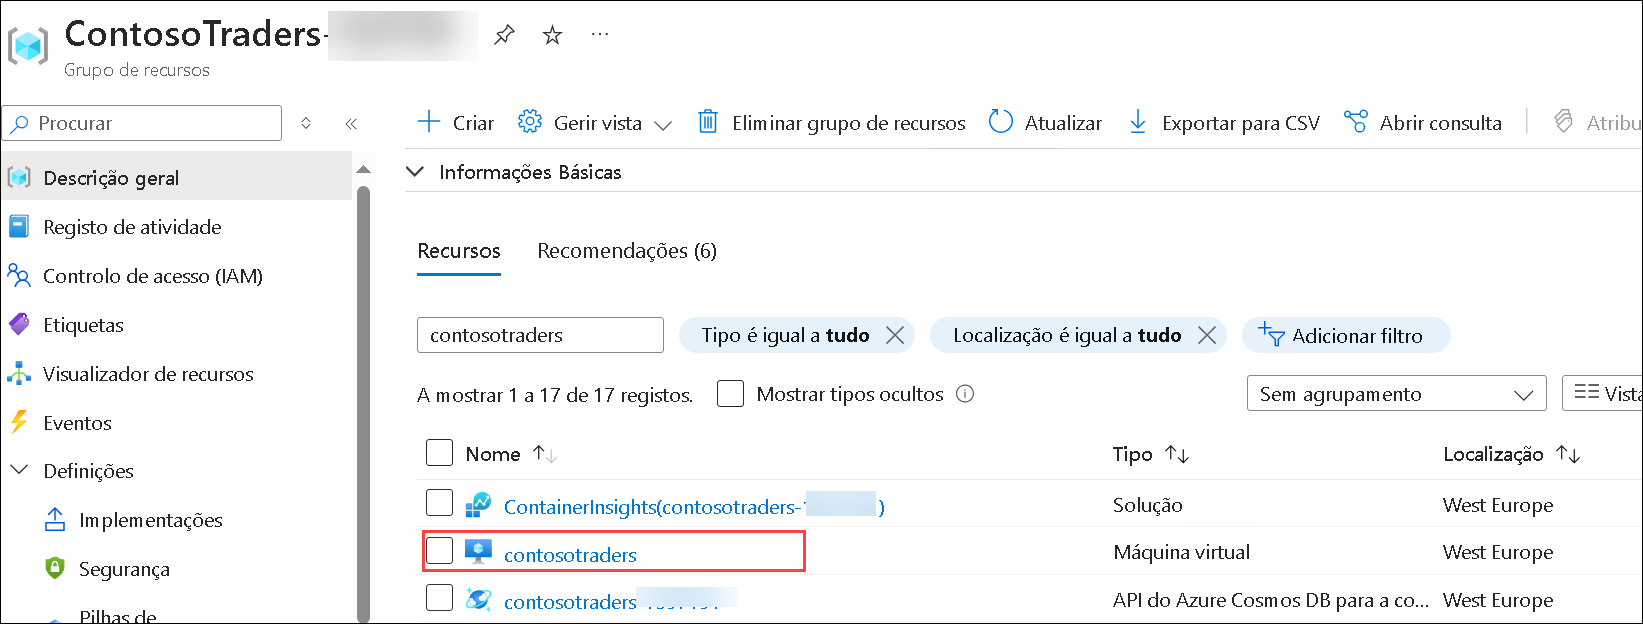 ContosoTraders-
Grupo de recursos
Procurar
Criar Gerir vista Eliminar grupo de recursos Atualizar Exportar para CSV Abrir consulta Atribu
Descrição geral
Informações Básicas
Registo de atividade
Controlo de acesso (IAM)
Etiquetas
Visualizador de recursos
Eventos
Definições
Implementações
Segurança
Pilhas de
Recursos Recomendações (6)
contosotraders Tipo é igual a tudo Localização é igual a tudo Adicionar filtro
A mostrar 1 a 17 de 17 registos. Mostrar tipos ocultos Sem agrupamento Vista
Nome Tipo Localização
ContainerInsights(contosotraders- ) Solução West Europe
contosotraders Máquina virtual West Europe
contosotraders API do Azure Cosmos DB para a co... West Europe